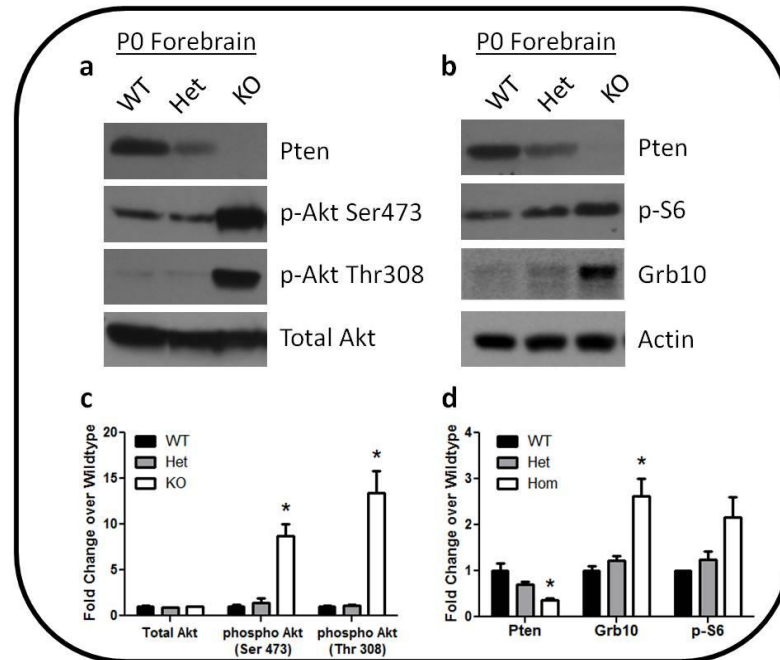 P0 Forebrain
a
WT Het KO
Pten
p-Akt Ser473
p-Akt Thr308
Total Akt
P0 Forebrain
b
WT Het KO
Pten
p-S6
Grb10
Actin
c
Fold Change over Wildtype
20
15
10
5
0
WT
Het
KO
*
*
Total Akt
phospho Akt
(Ser 473)
phospho Akt
(Thr 308)
d
Fold Change over Wildtype
4
3
2
1
0
WT
Het
Hom
*
*
Pten
Grb10
p-S6